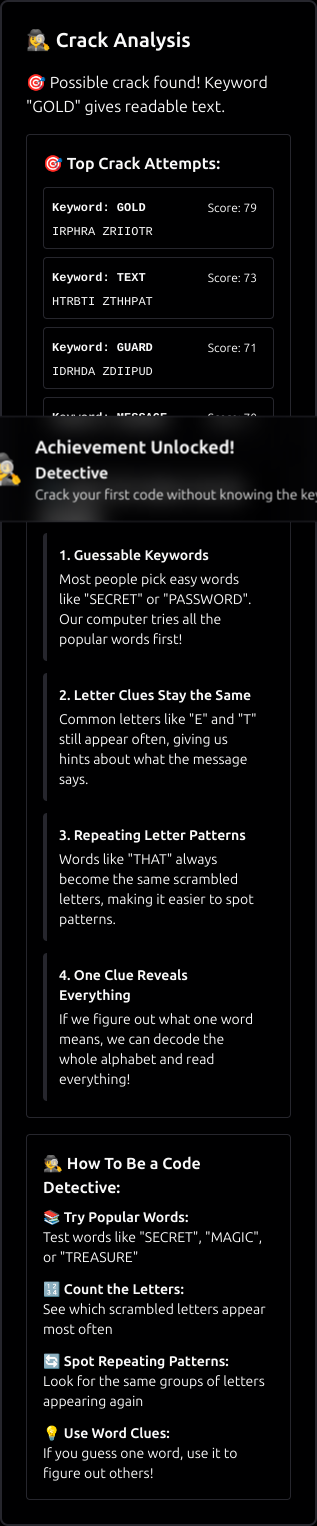 Crack Analysis
Possible crack found! Keyword
"GOLD" gives readable text.
Top Crack Attempts:
Keyword: GOLD Score: 79
IRPHRA ZRIIOTR
Keyword: TEXT Score: 73
HTRBTI ZTHHPAT
Keyword: GUARD Score: 71
IDRHDA ZDIIPUD
Keyword: MESSAGE Score: 70
Achievement Unlocked!
Detective
Crack your first code without knowing the key
1. Guessable Keywords
Most people pick easy words
like "SECRET" or "PASSWORD".
Our computer tries all the
popular words first!
2. Letter Clues Stay the Same
Common letters like "E" and "T"
still appear often, giving us
hints about what the message
says.
3. Repeating Letter Patterns
Words like "THAT" always
become the same scrambled
letters, making it easier to spot
patterns.
4. One Clue Reveals
Everything
If we figure out what one word
means, we can decode the
whole alphabet and read
everything!
How To Be a Code
Detective:
Try Popular Words:
Test words like "SECRET", "MAGIC",
or "TREASURE"
Count the Letters:
See which scrambled letters appear
most often
Spot Repeating Patterns:
Look for the same groups of letters
appearing again
Use Word Clues:
If you guess one word, use it to
figure out others!